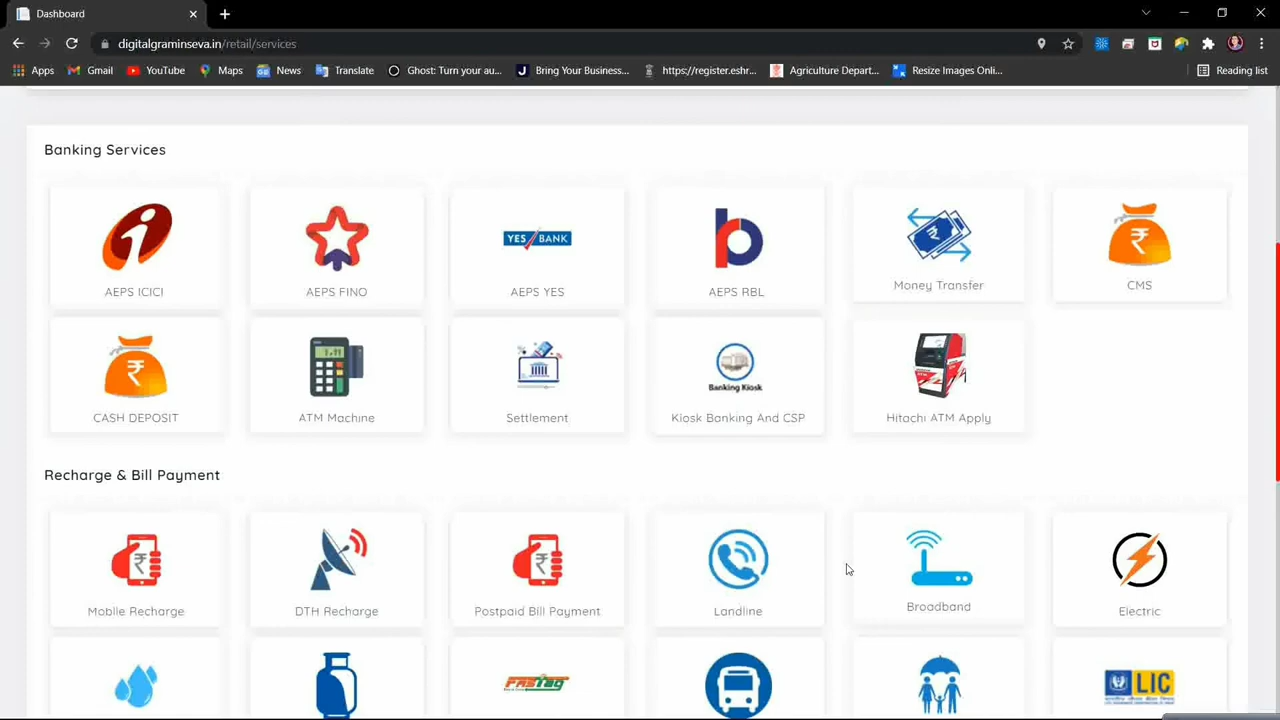 Dashboard
digitalgraminseva.in/retail/services
Apps Gmail YouTube Maps News Translate Ghost: Turn your au... Bring Your Business... https://register.eshr... Agriculture Depart... Resize Images Onli... Reading list
Banking Services
YES BANK
AEPS ICICI AEPS FINO AEPS YES AEPS RBL Money Transfer CMS
Banking Kiosk
CASH DEPOSIT ATM Machine Settlement Kiosk Banking And CSP Hitachi ATM Apply
Recharge & Bill Payment
Mobile Recharge DTH Recharge Postpaid Bill Payment Landline Broadband Electric
FASTag LIC